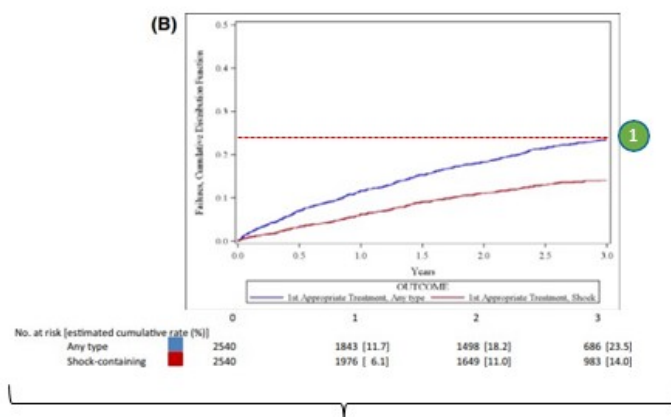 (B)
0.5
0.4
0.3
0.2
0.1
0.0
Failures, Cumulative Distribution Function
1
0.0 0.5 1.0 1.5 2.0 2.5 3.0
Years
OUTCOME
1st Appropriate Treatment, Any type 1st Appropriate Treatment, Shock
0 1 2 3
No. at risk [estimated cumulative rate (%)]
Any type 2540 1843 [11.7] 1498 [18.2] 686 [23.5]
Shock-containing 2540 1976 [ 6.1] 1649 [11.0] 983 [14.0]